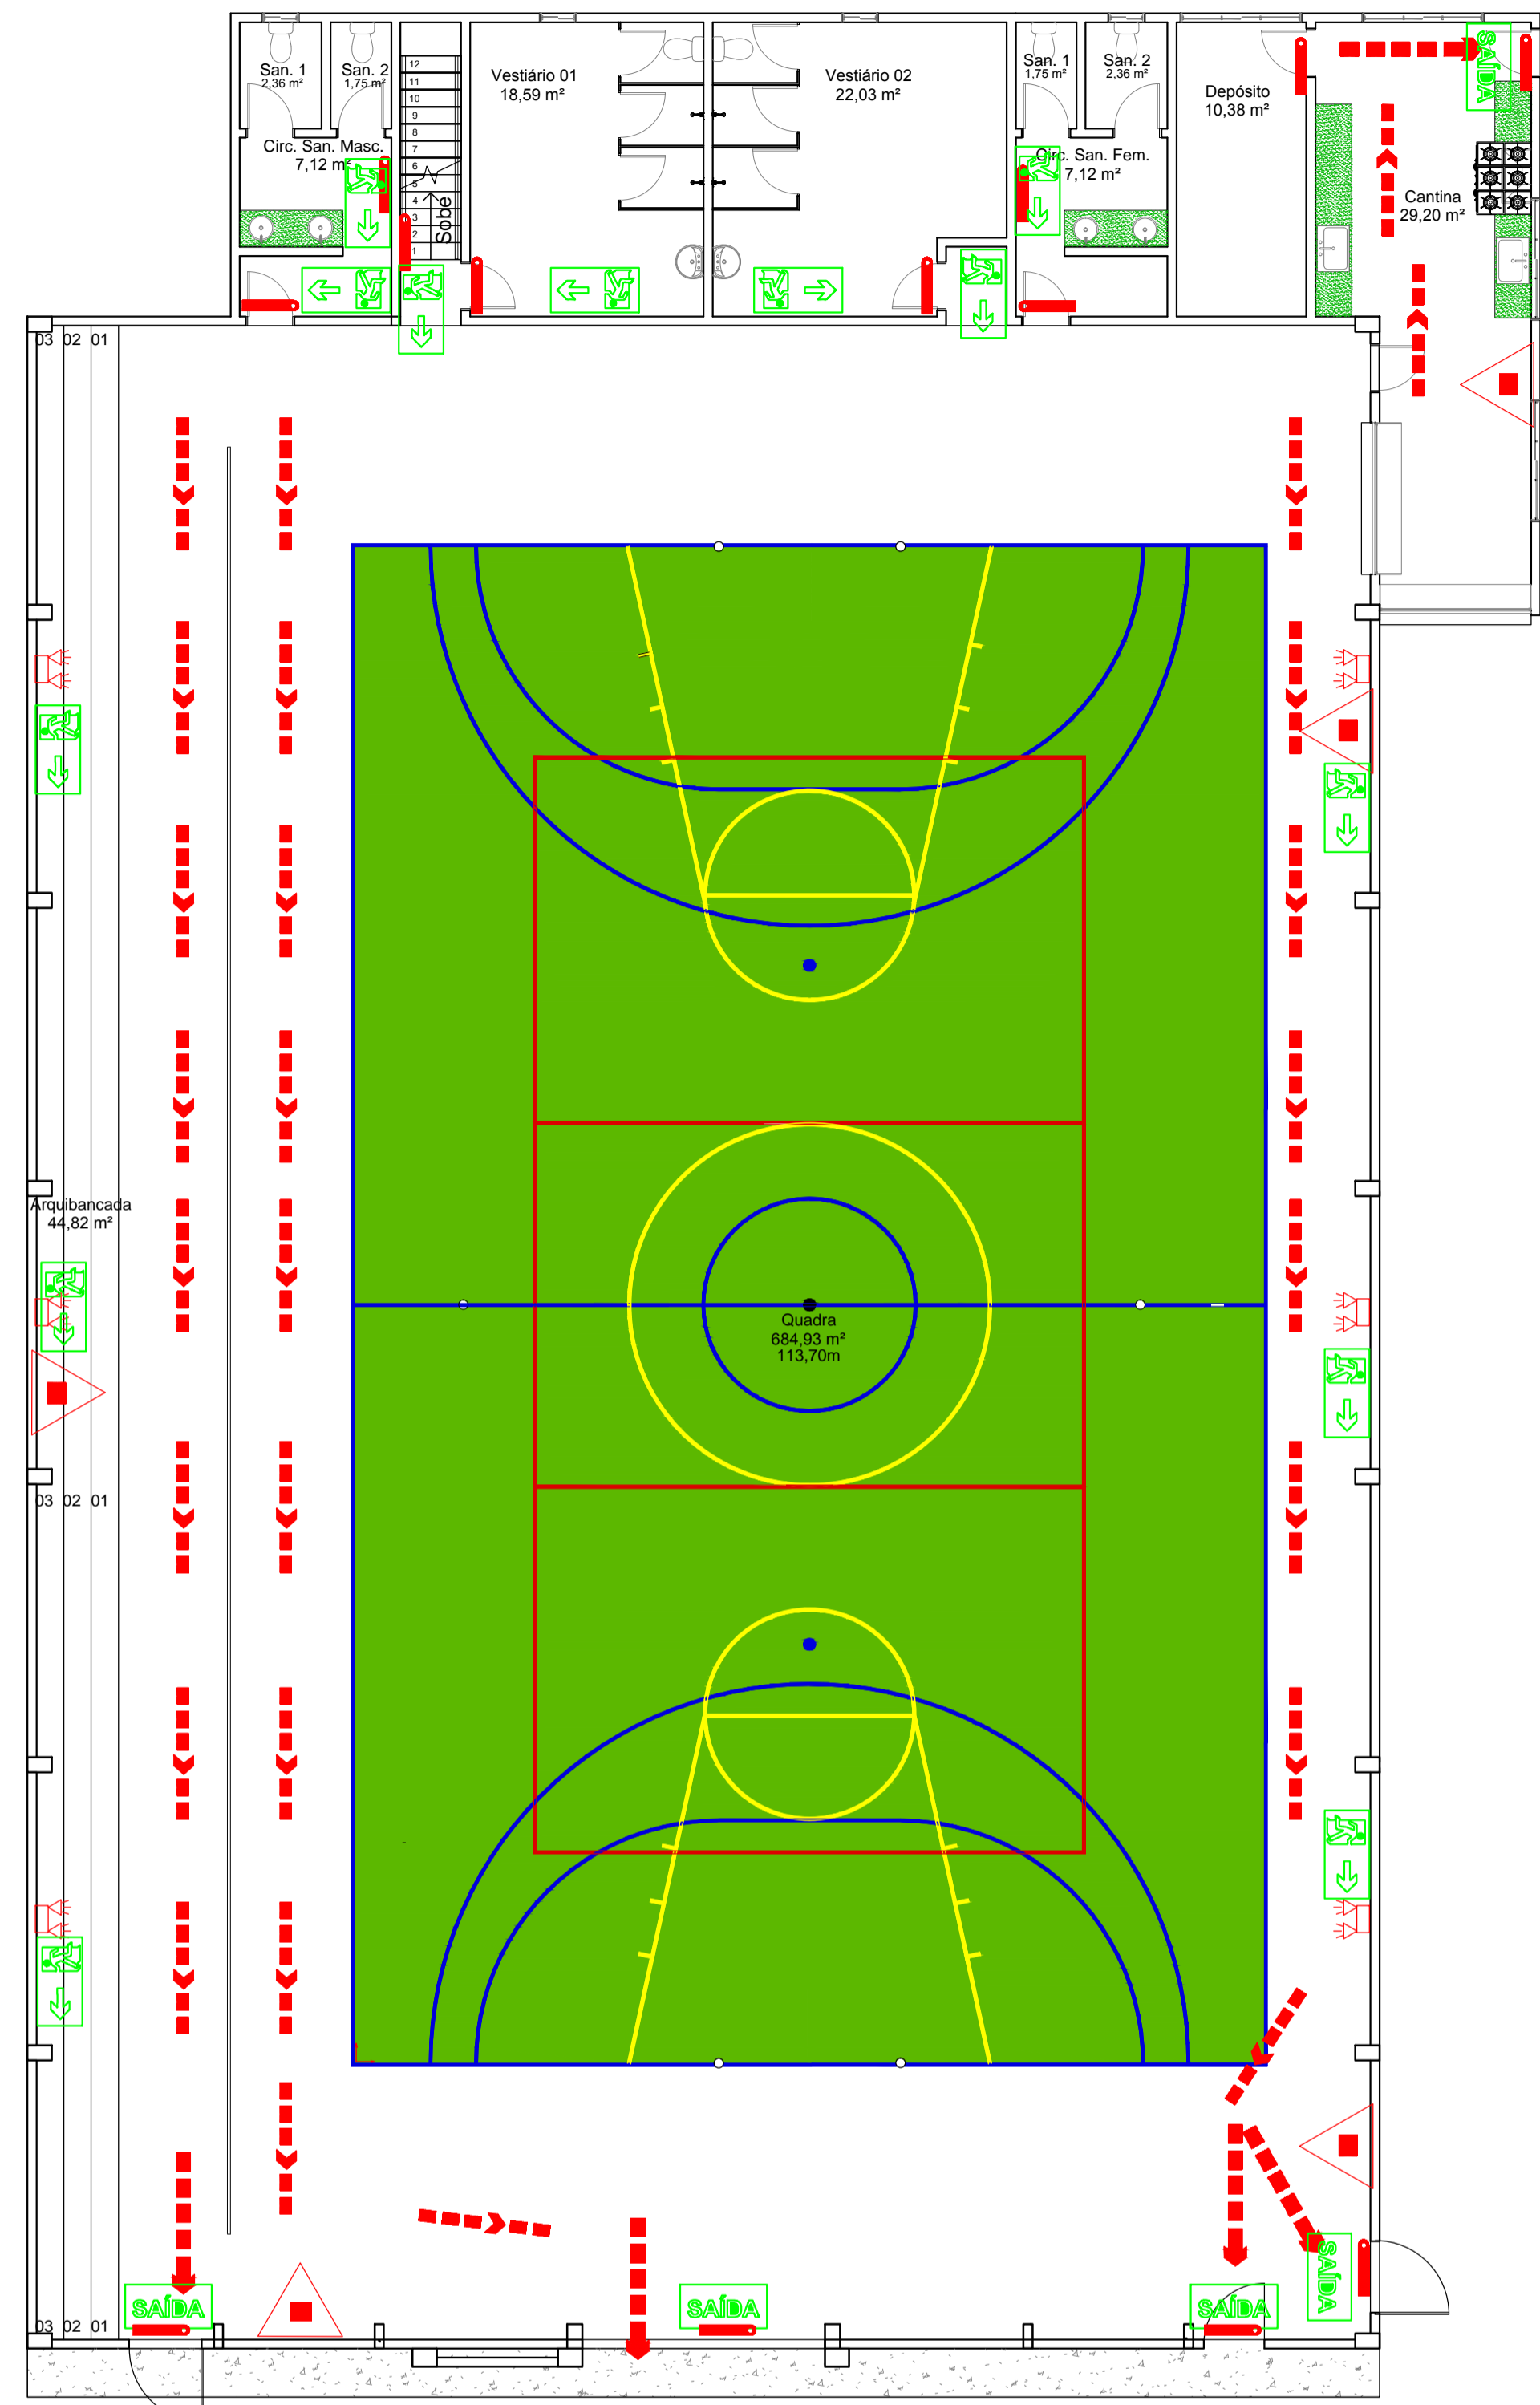 San. 1
2,36 m²
San. 2
1,75 m²
12
11
10
9
8
7
6
5
4
3
2
1
Sobe
Vestiário 01
18,59 m²
Vestiário 02
22,03 m²
San. 1
1,75 m²
San. 2
2,36 m²
Depósito
10,38 m²
SAÍDA
Circ. San. Masc.
7,12 m²
Circ. San. Fem.
7,12 m²
Cantina
29,20 m²
03 02 01
Arquibancada
44,82 m²
Quadra
684,93 m²
113,70m
03 02 01
SAÍDA
SAÍDA
SAÍDA
SAÍDA
03 02 01